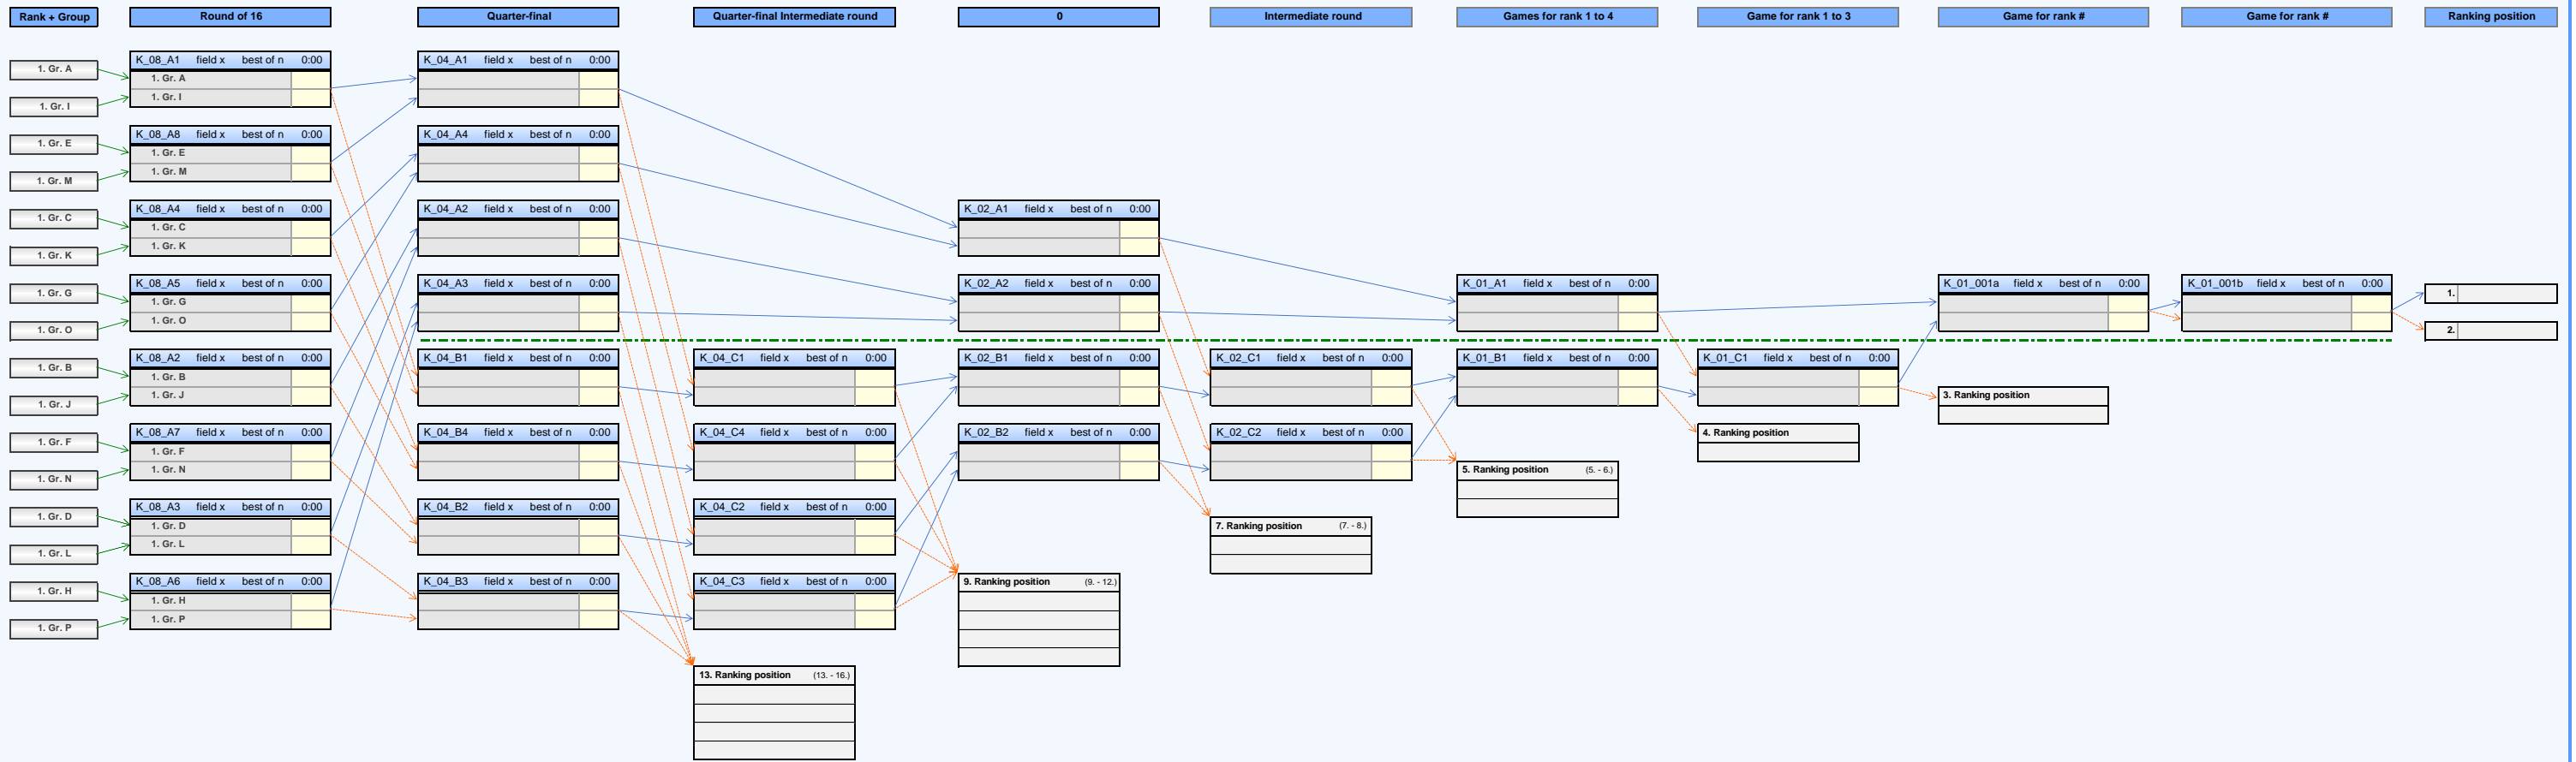 Rank + Group
Round of 16
Quarter-final
Quarter-final Intermediate round
0
Intermediate round
Games for rank 1 to 4
Game for rank 1 to 3
Game for rank #
Game for rank #
Ranking position
1. Gr. A
1. Gr. I
1. Gr. E
1. Gr. M
1. Gr. C
1. Gr. K
1. Gr. G
1. Gr. O
1. Gr. B
1. Gr. J
1. Gr. F
1. Gr. N
1. Gr. D
1. Gr. L
1. Gr. H
1. Gr. P
K_08_A1 field x best of n 0:00
1. Gr. A
1. Gr. I
K_08_A8 field x best of n 0:00
1. Gr. E
1. Gr. M
K_08_A4 field x best of n 0:00
1. Gr. C
1. Gr. K
K_08_A5 field x best of n 0:00
1. Gr. G
1. Gr. O
K_08_A2 field x best of n 0:00
1. Gr. B
1. Gr. J
K_08_A7 field x best of n 0:00
1. Gr. F
1. Gr. N
K_08_A3 field x best of n 0:00
1. Gr. D
1. Gr. L
K_08_A6 field x best of n 0:00
1. Gr. H
1. Gr. P
K_04_A1 field x best of n 0:00
K_04_A4 field x best of n 0:00
K_04_A2 field x best of n 0:00
K_04_A3 field x best of n 0:00
K_04_B1 field x best of n 0:00
K_04_B4 field x best of n 0:00
K_04_B2 field x best of n 0:00
K_04_B3 field x best of n 0:00
K_04_C1 field x best of n 0:00
K_04_C4 field x best of n 0:00
K_04_C2 field x best of n 0:00
K_04_C3 field x best of n 0:00
13. Ranking position (13. - 16.)
K_02_A1 field x best of n 0:00
K_02_A2 field x best of n 0:00
K_02_B1 field x best of n 0:00
K_02_B2 field x best of n 0:00
9. Ranking position (9. - 12.)
K_02_C1 field x best of n 0:00
K_02_C2 field x best of n 0:00
7. Ranking position (7. - 8.)
K_01_A1 field x best of n 0:00
K_01_B1 field x best of n 0:00
5. Ranking position (5. - 6.)
K_01_C1 field x best of n 0:00
4. Ranking position
K_01_001a field x best of n 0:00
3. Ranking position
K_01_001b field x best of n 0:00
1.
2.